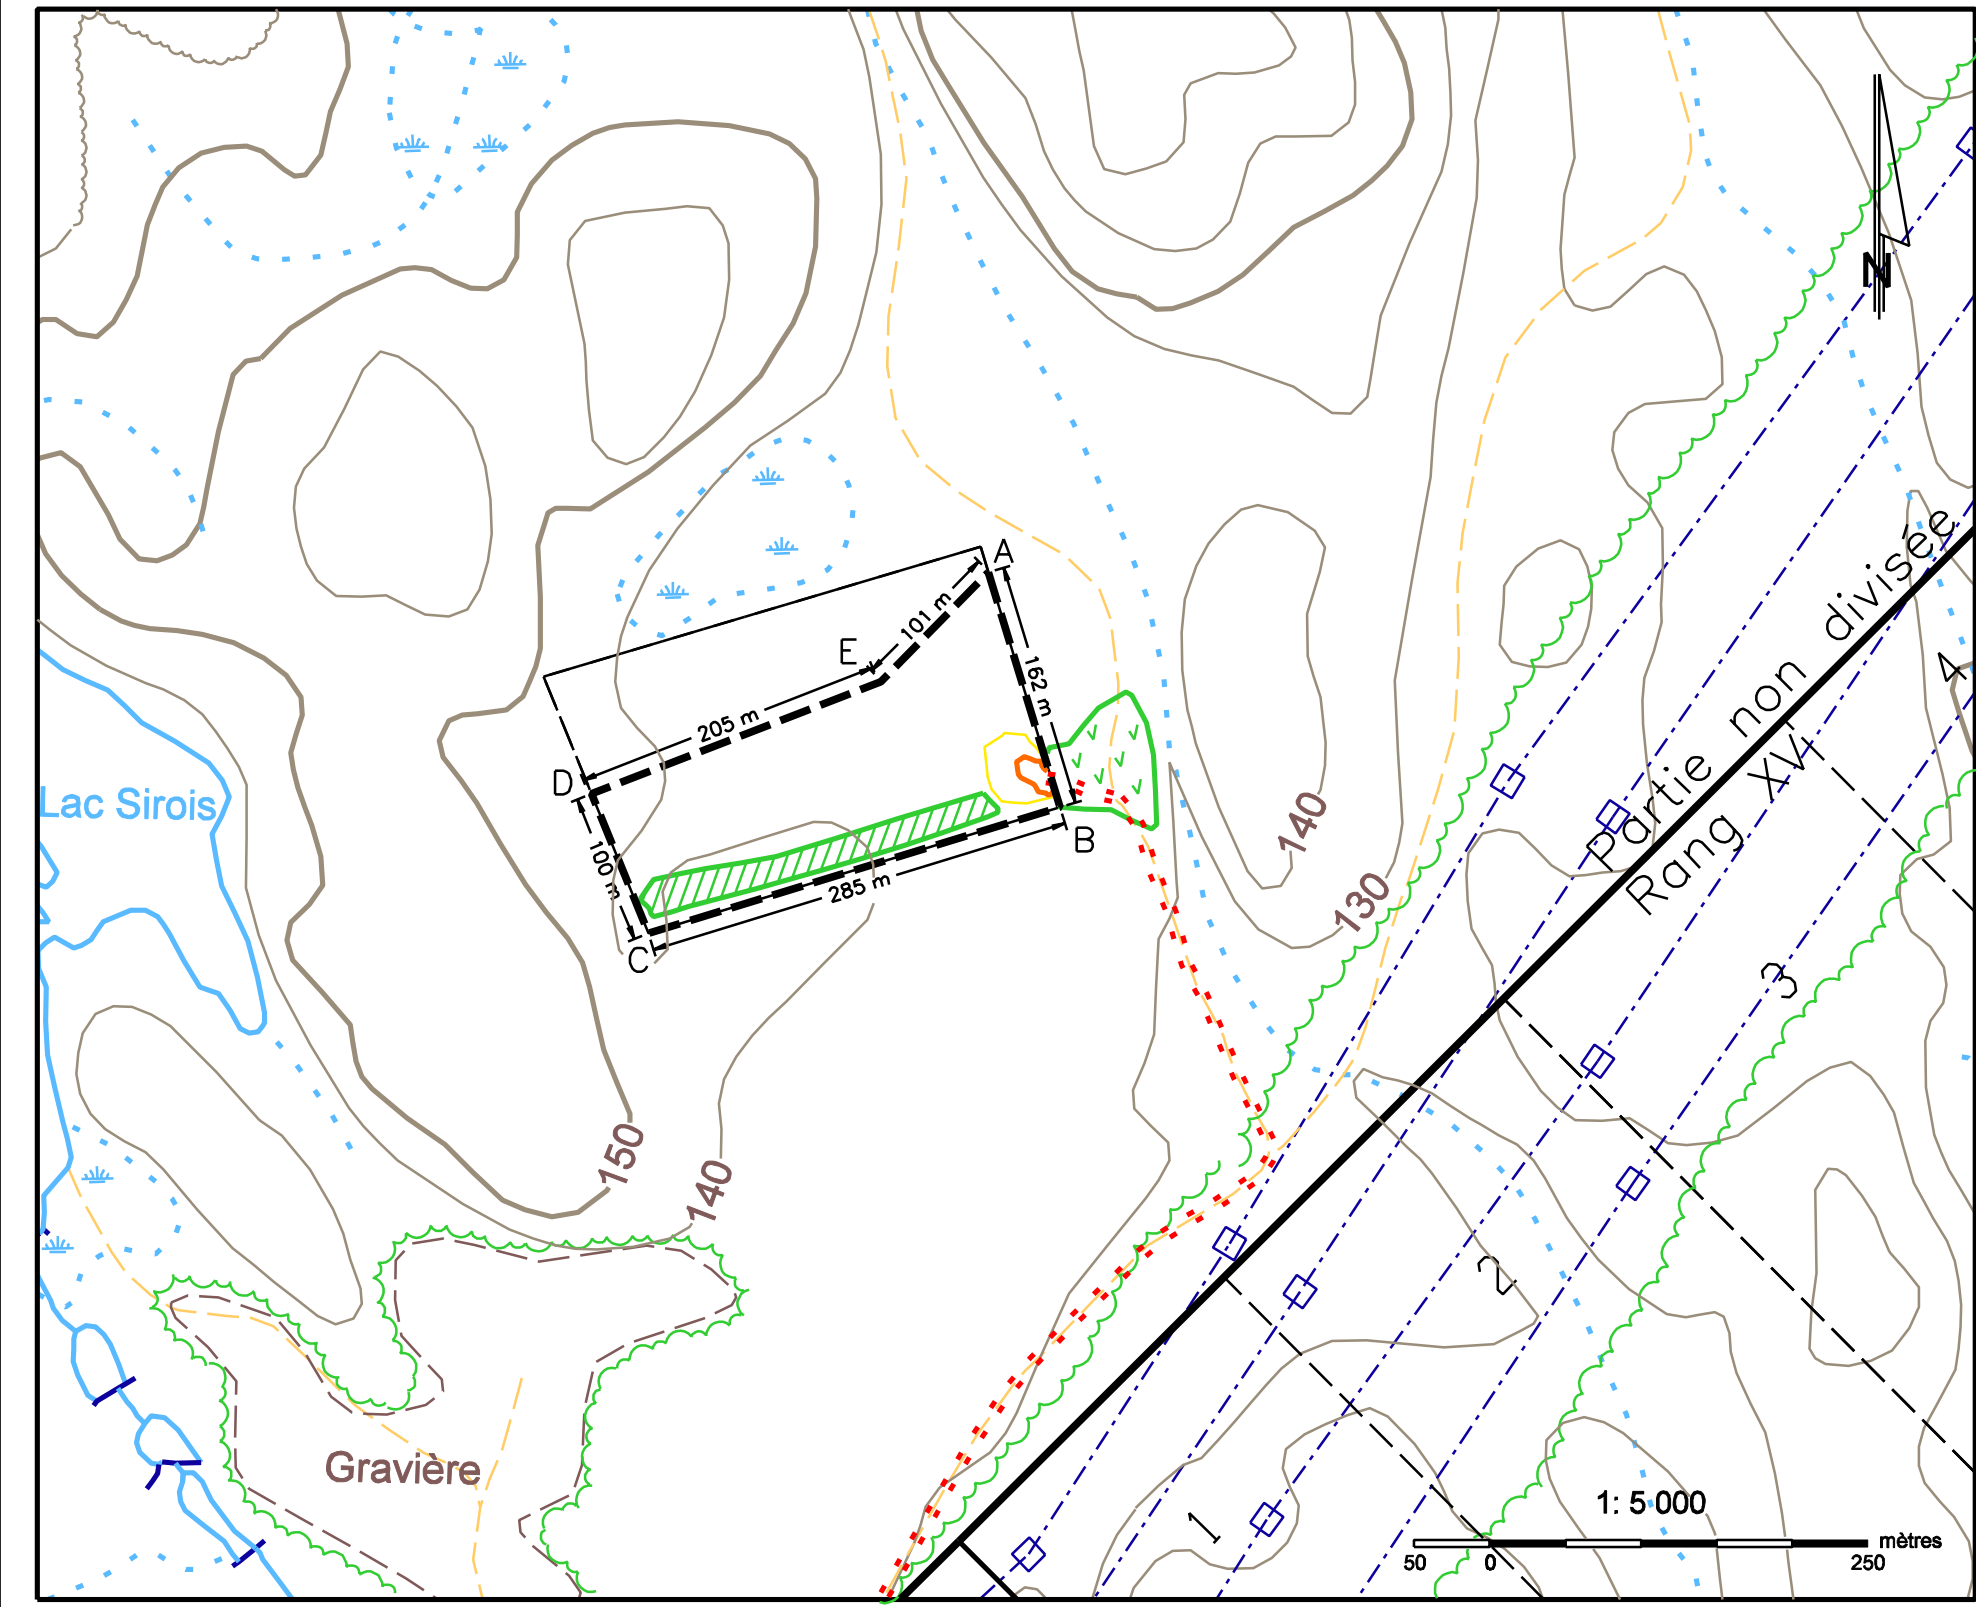 N
A
101 m
E
162 m
205 m
D
B
100 m
285 m
C
Lac Sirois
140
130
Partie non divisée
Rang XVI
4
3
2
1
150
140
Gravière
1: 5 000
mètres
50 0 250